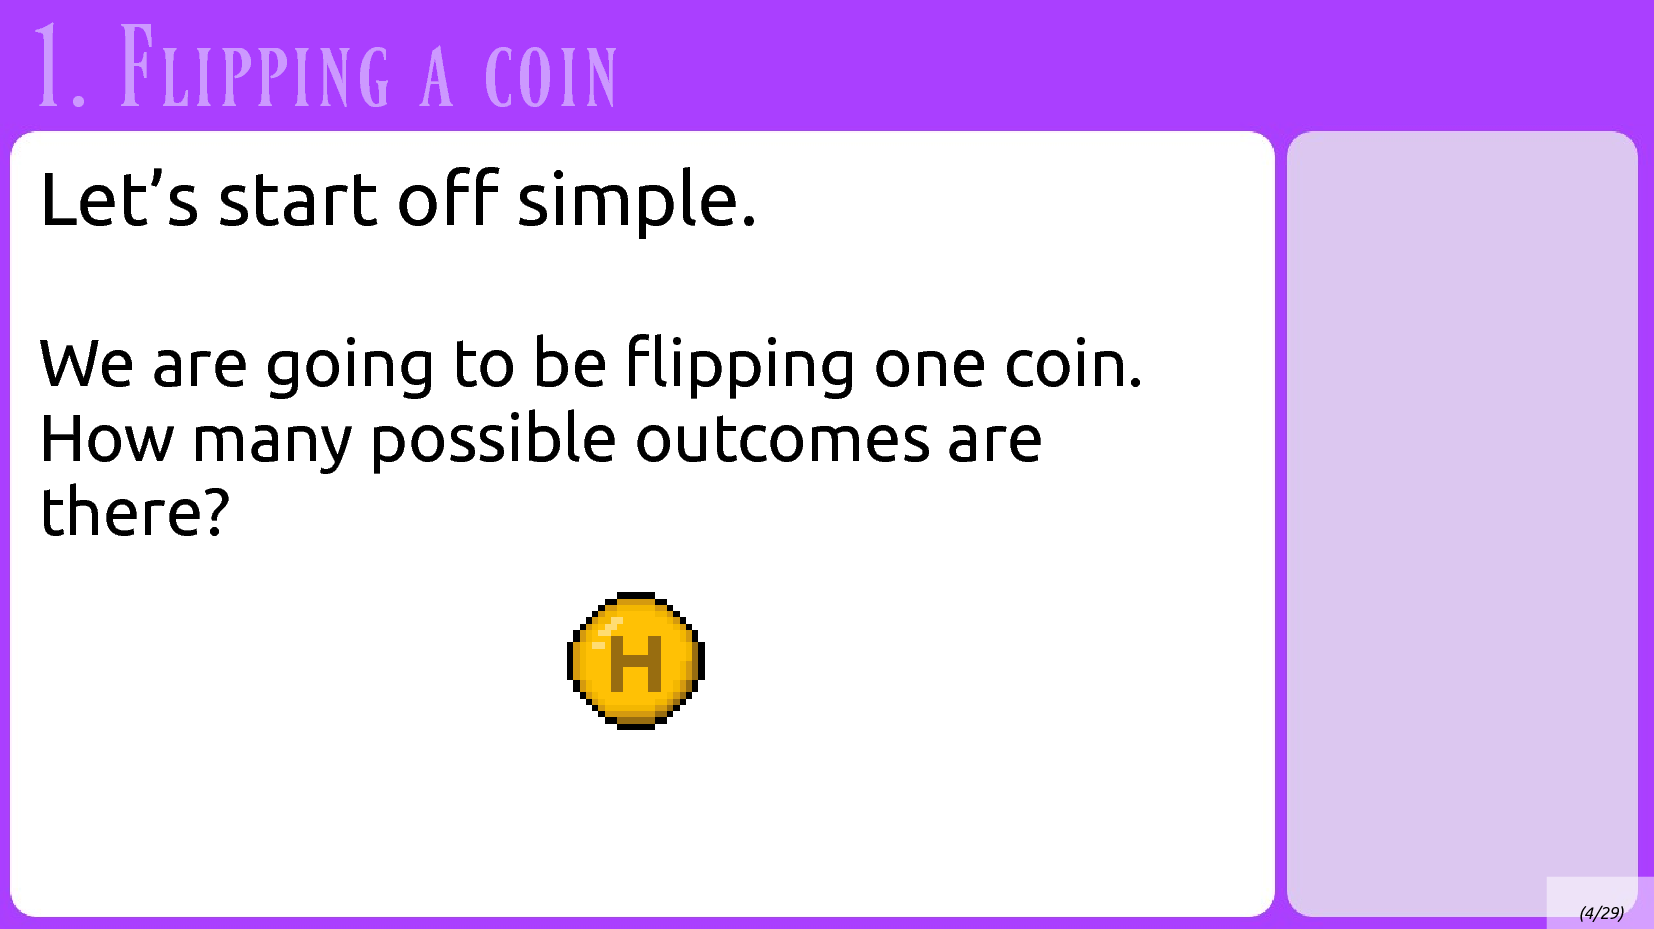 1. Flipping a coin
Let’s start off simple.
We are going to be flipping one coin.
How many possible outcomes are
there?
H
(4/29)